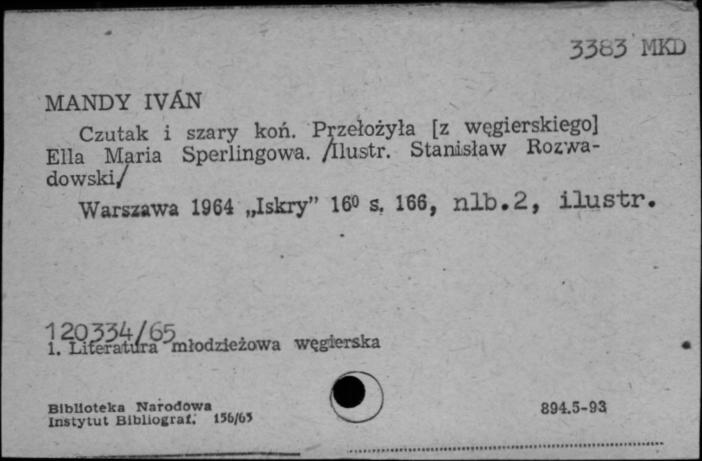 3383 MKD
MANDY IVÁN
Czutak i szary koń. Przełożyła [z węgierskiego]
Ella Maria Sperlingowa. /Ilustr. Stanisław Rozwa-
dowski/
Warszawa 1964 „Iskry” 16⁰ s. 166, nlb.2, ilustr.
120334/65
1. Literatura młodzieżowa węgierska
Biblioteka Narodowa
Instytut Bibliograf. 156/65
894.5-93